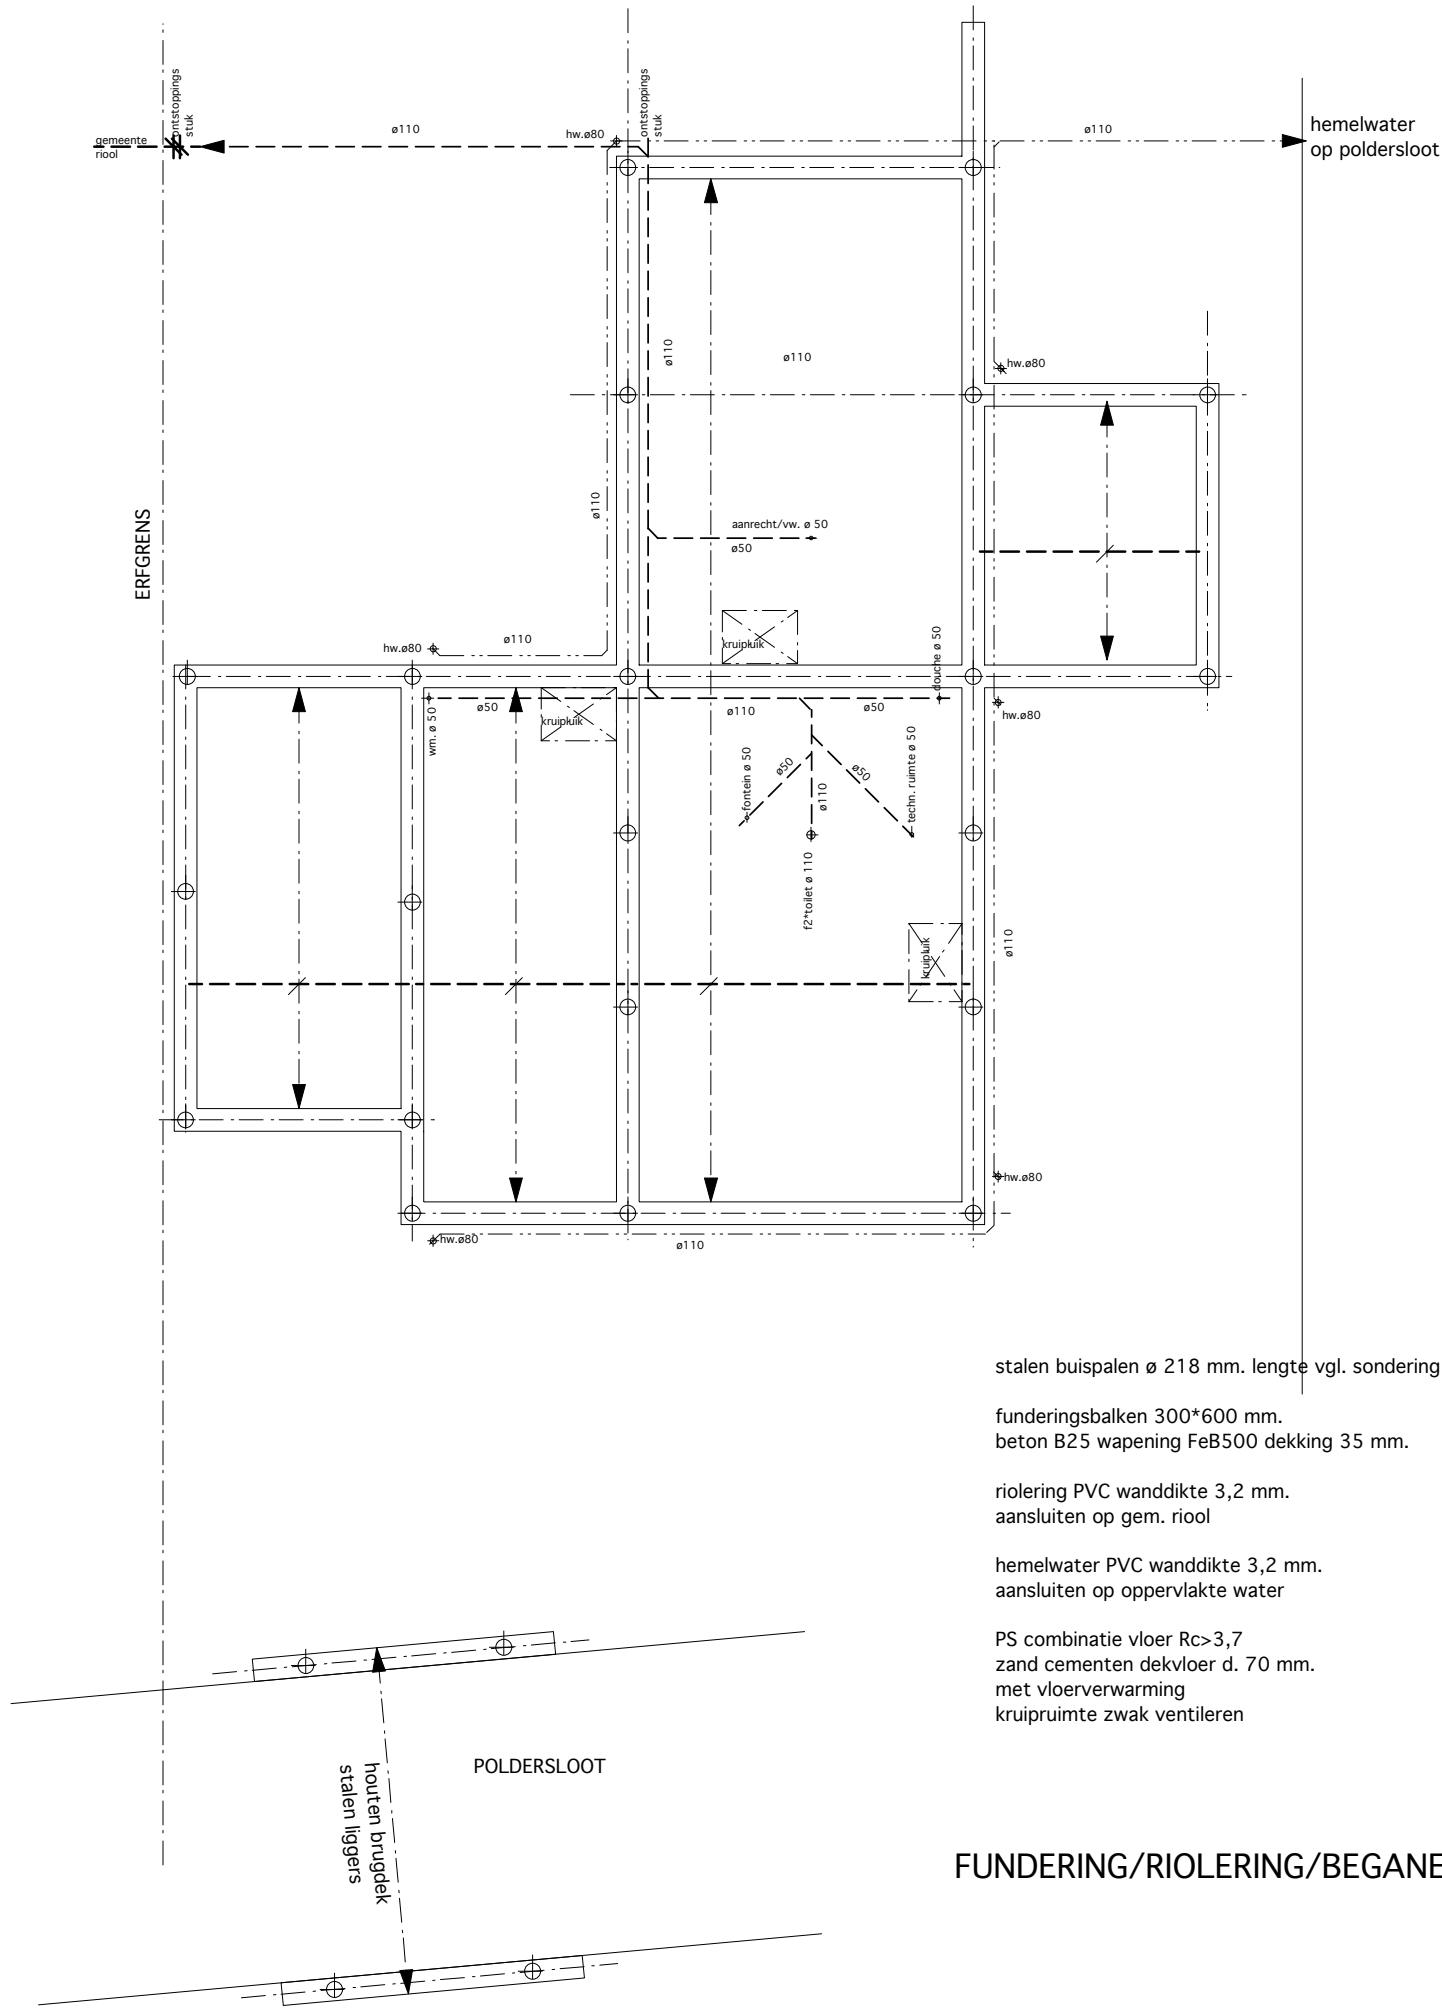 ontstoppings
stuk
gemeente
riool
ø110
hw.ø80
ontstoppings
stuk
ø110
hemelwater
op poldersloot
ø110
ø110
hw.ø80
ø110
aanrecht/vw. ø 50
ø50
ERFGRENS
hw.ø80
ø110
kruipluik
douche ø 50
kruipluik
wm. ø 50
ø50
ø110
ø50
hw.ø80
fontein ø 50
ø50
ø110
ø50
techn. ruimte ø 50
f2*toilet ø 110
kruipluik
ø110
hw.ø80
hw.ø80
ø110
stalen buispalen ø 218 mm. lengte vgl. sondering
funderingsbalken 300*600 mm.
beton B25 wapening FeB500 dekking 35 mm.
riolering PVC wanddikte 3,2 mm.
aansluiten op gem. riool
hemelwater PVC wanddikte 3,2 mm.
aansluiten op oppervlakte water
PS combinatie vloer Rc>3,7
zand cementen dekvloer d. 70 mm.
met vloerverwarming
kruipruimte zwak ventileren
POLDERSLOOT
houten brugdek
stalen liggers
FUNDERING/RIOLERING/BEGANE